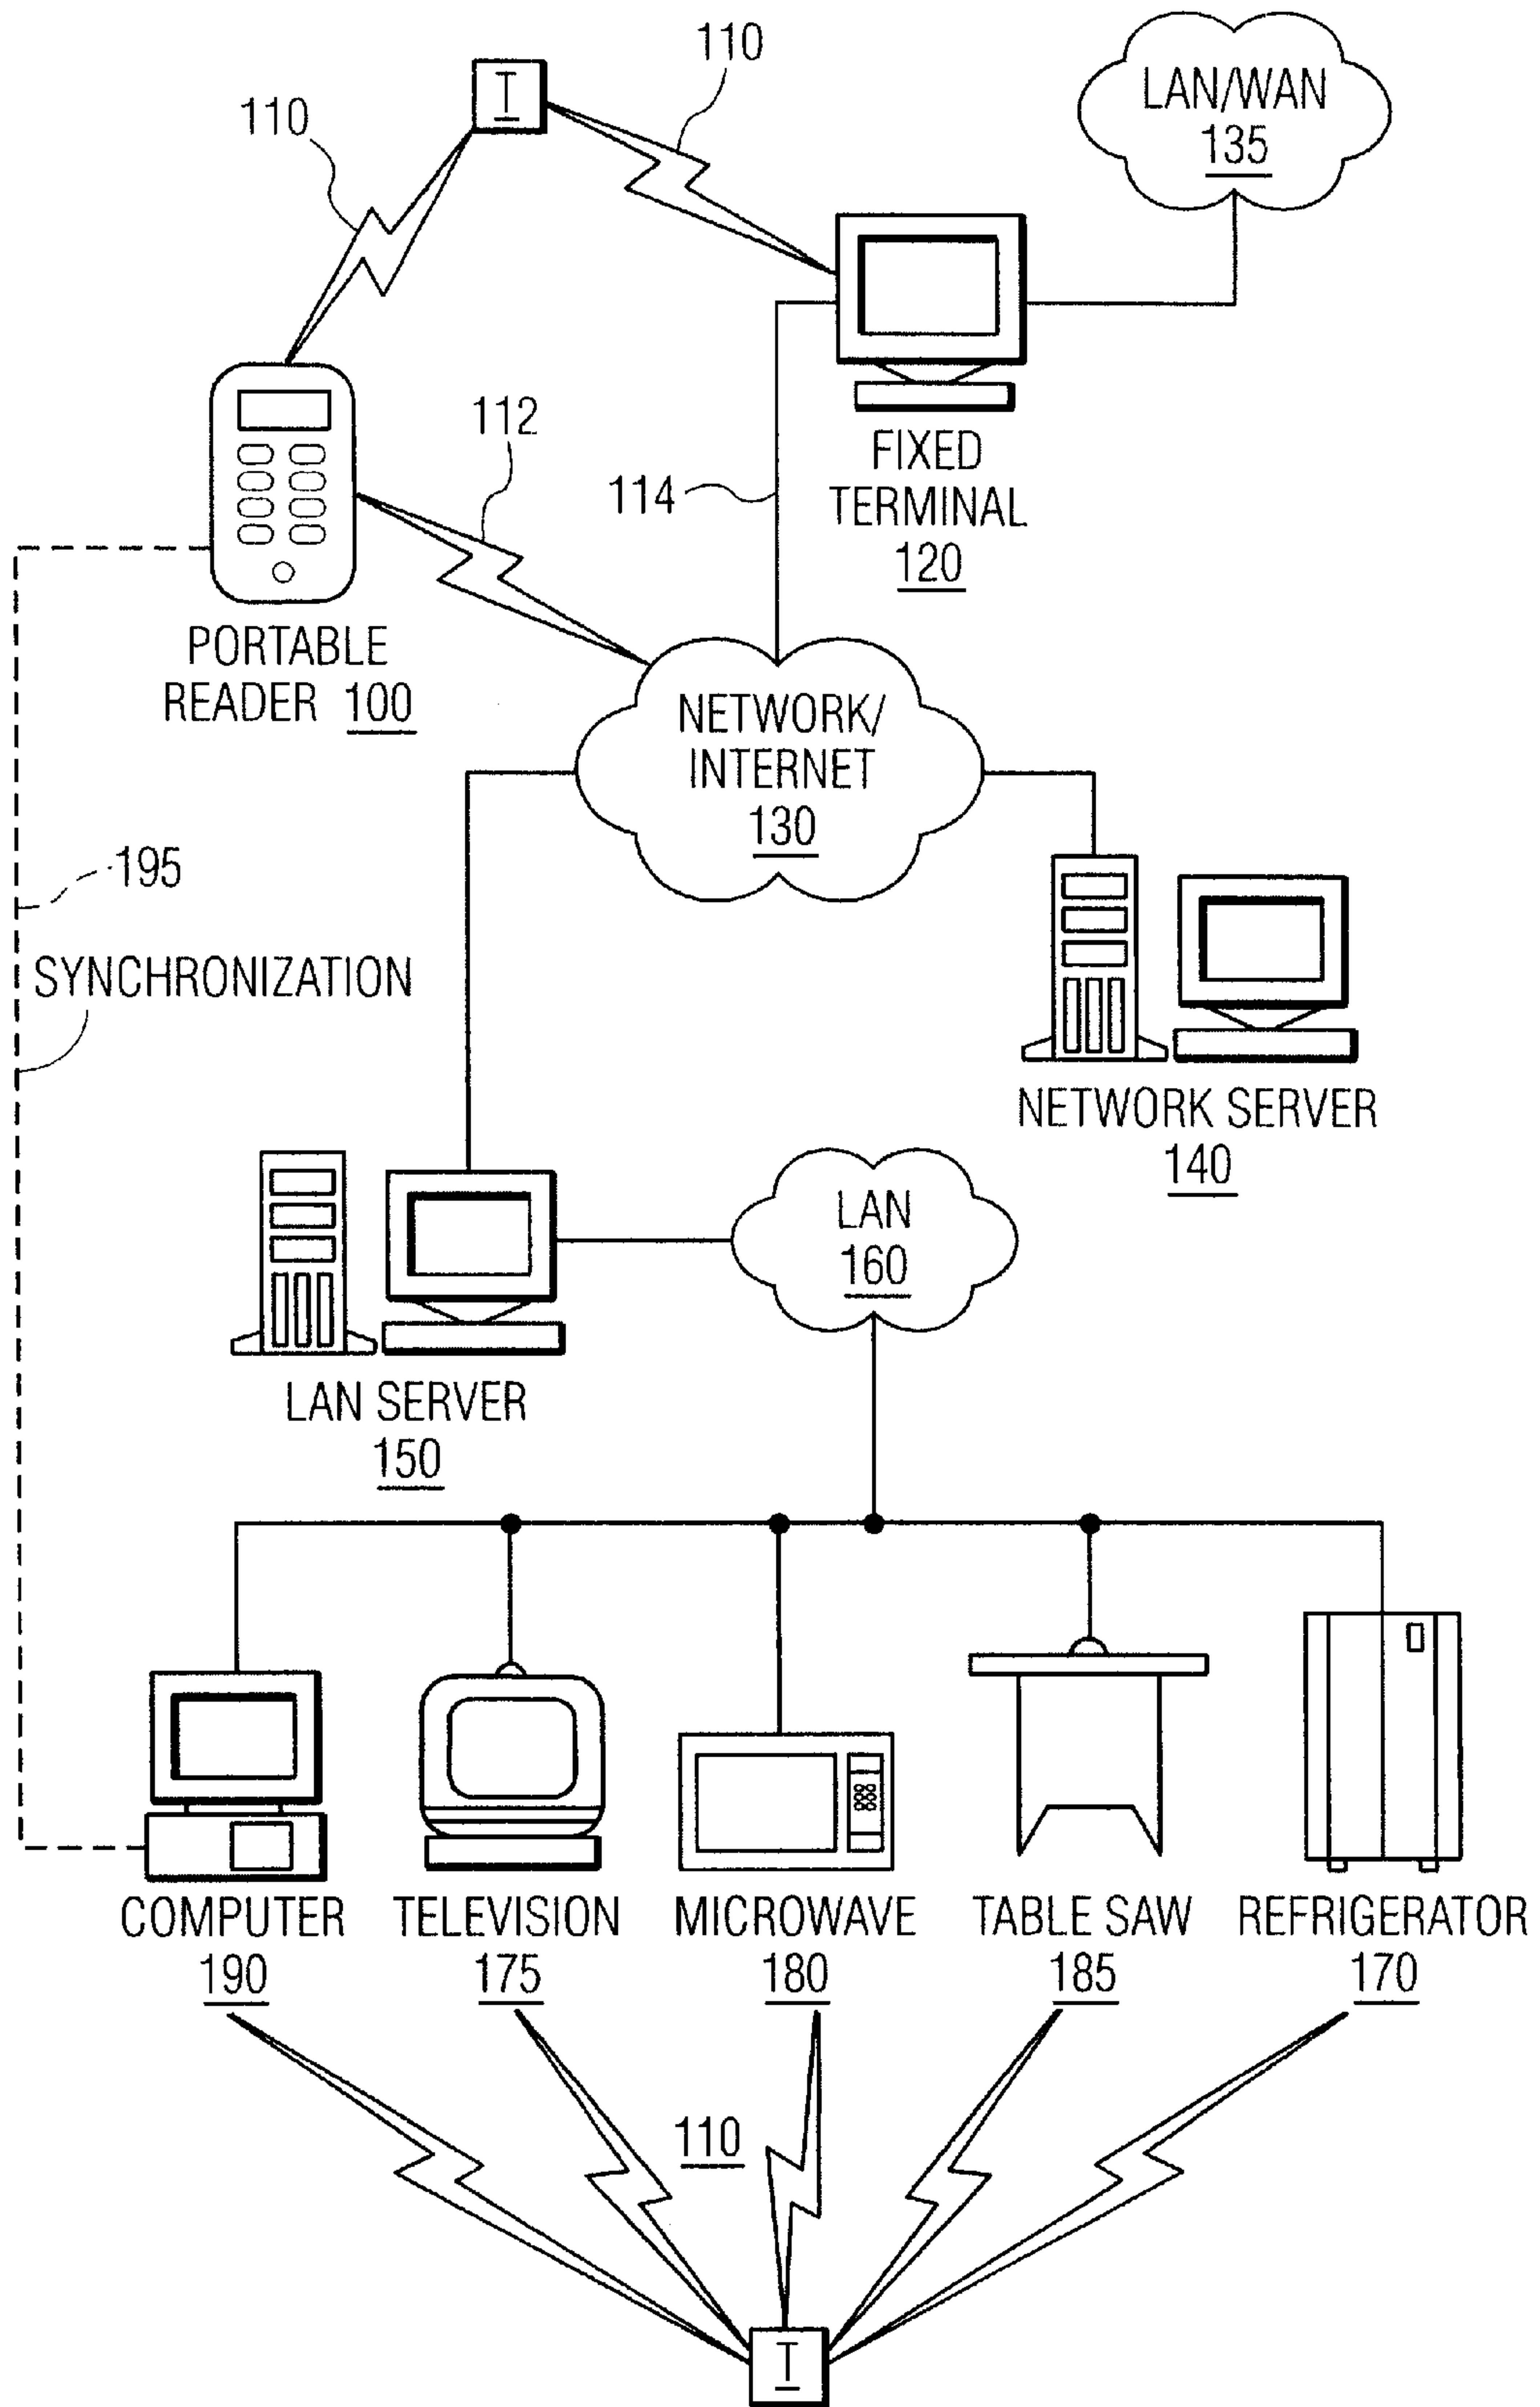 110
I
110
LAN/WAN
135
112
114
FIXED
TERMINAL
120
PORTABLE
READER 100
NETWORK/
INTERNET
130
195
SYNCHRONIZATION
NETWORK SERVER
140
LAN
160
LAN SERVER
150
COMPUTER
190
TELEVISION
175
MICROWAVE
180
TABLE SAW
185
REFRIGERATOR
170
110
I